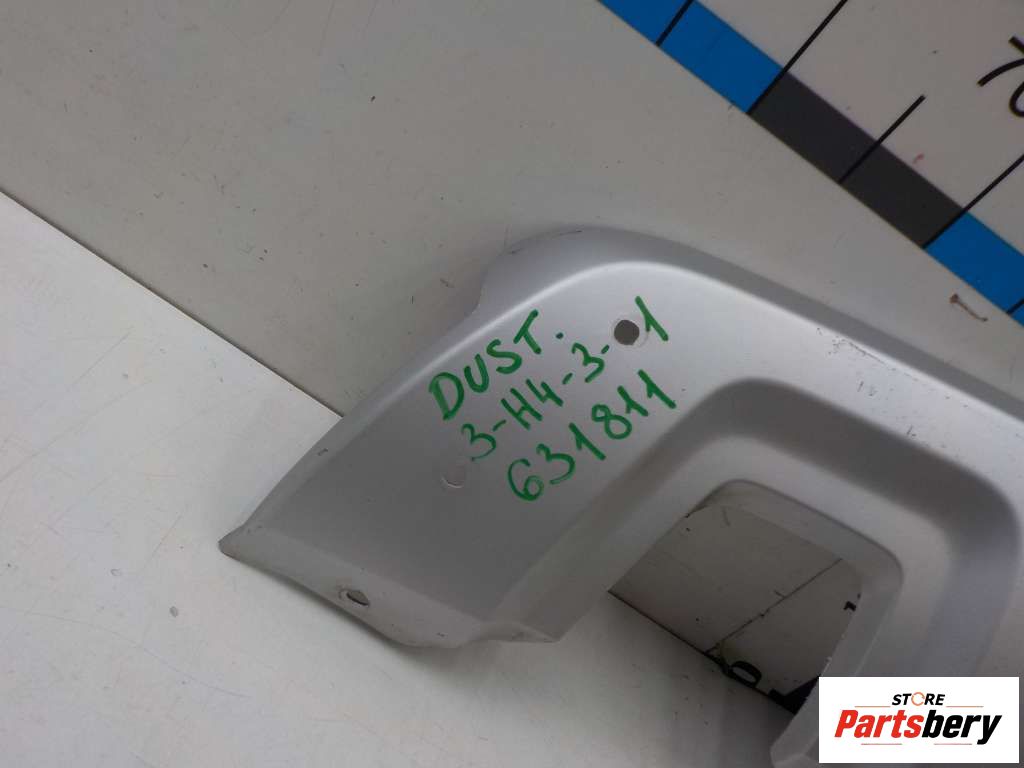 DUST.
3-H4-3-1
631811
STORE
Partsbery